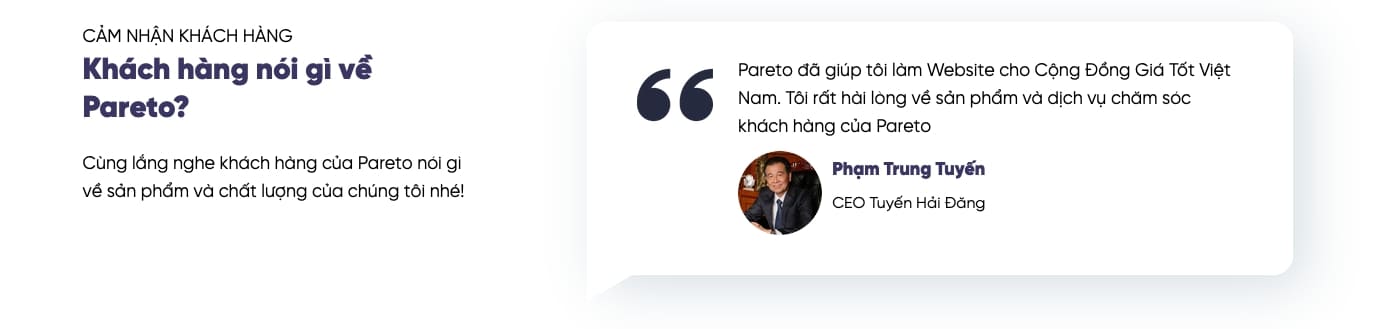 CẢM NHẬN KHÁCH HÀNG
Khách hàng nói gì về
Pareto?
Cùng lắng nghe khách hàng của Pareto nói gì
về sản phẩm và chất lượng của chúng tôi nhé!
Pareto đã giúp tôi làm Website cho Cộng Đồng Giá Tốt Việt
Nam. Tôi rất hài lòng về sản phẩm và dịch vụ chăm sóc
khách hàng của Pareto
Phạm Trung Tuyến
CEO Tuyến Hải Đăng